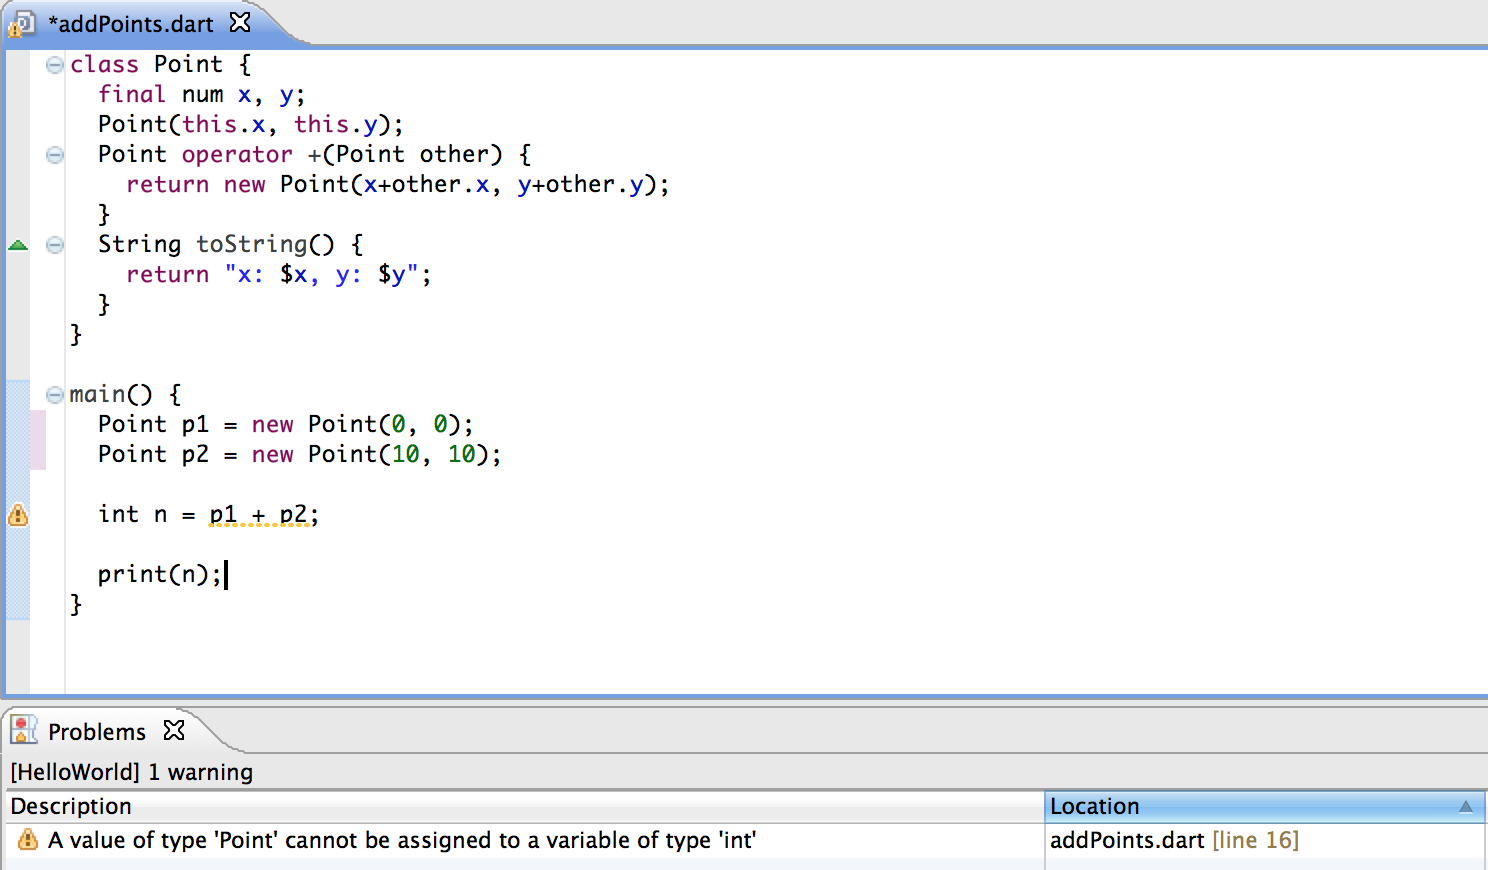 *addPoints.dart
class Point {
  final num x, y;
  Point(this.x, this.y);
  Point operator +(Point other) {
    return new Point(x+other.x, y+other.y);
  }
  String toString() {
    return "x: $x, y: $y";
  }
}
main() {
  Point p1 = new Point(0, 0);
  Point p2 = new Point(10, 10);
  int n = p1 + p2;
  print(n);
}
Problems
[HelloWorld] 1 warning
Description Location
A value of type 'Point' cannot be assigned to a variable of type 'int' addPoints.dart [line 16]